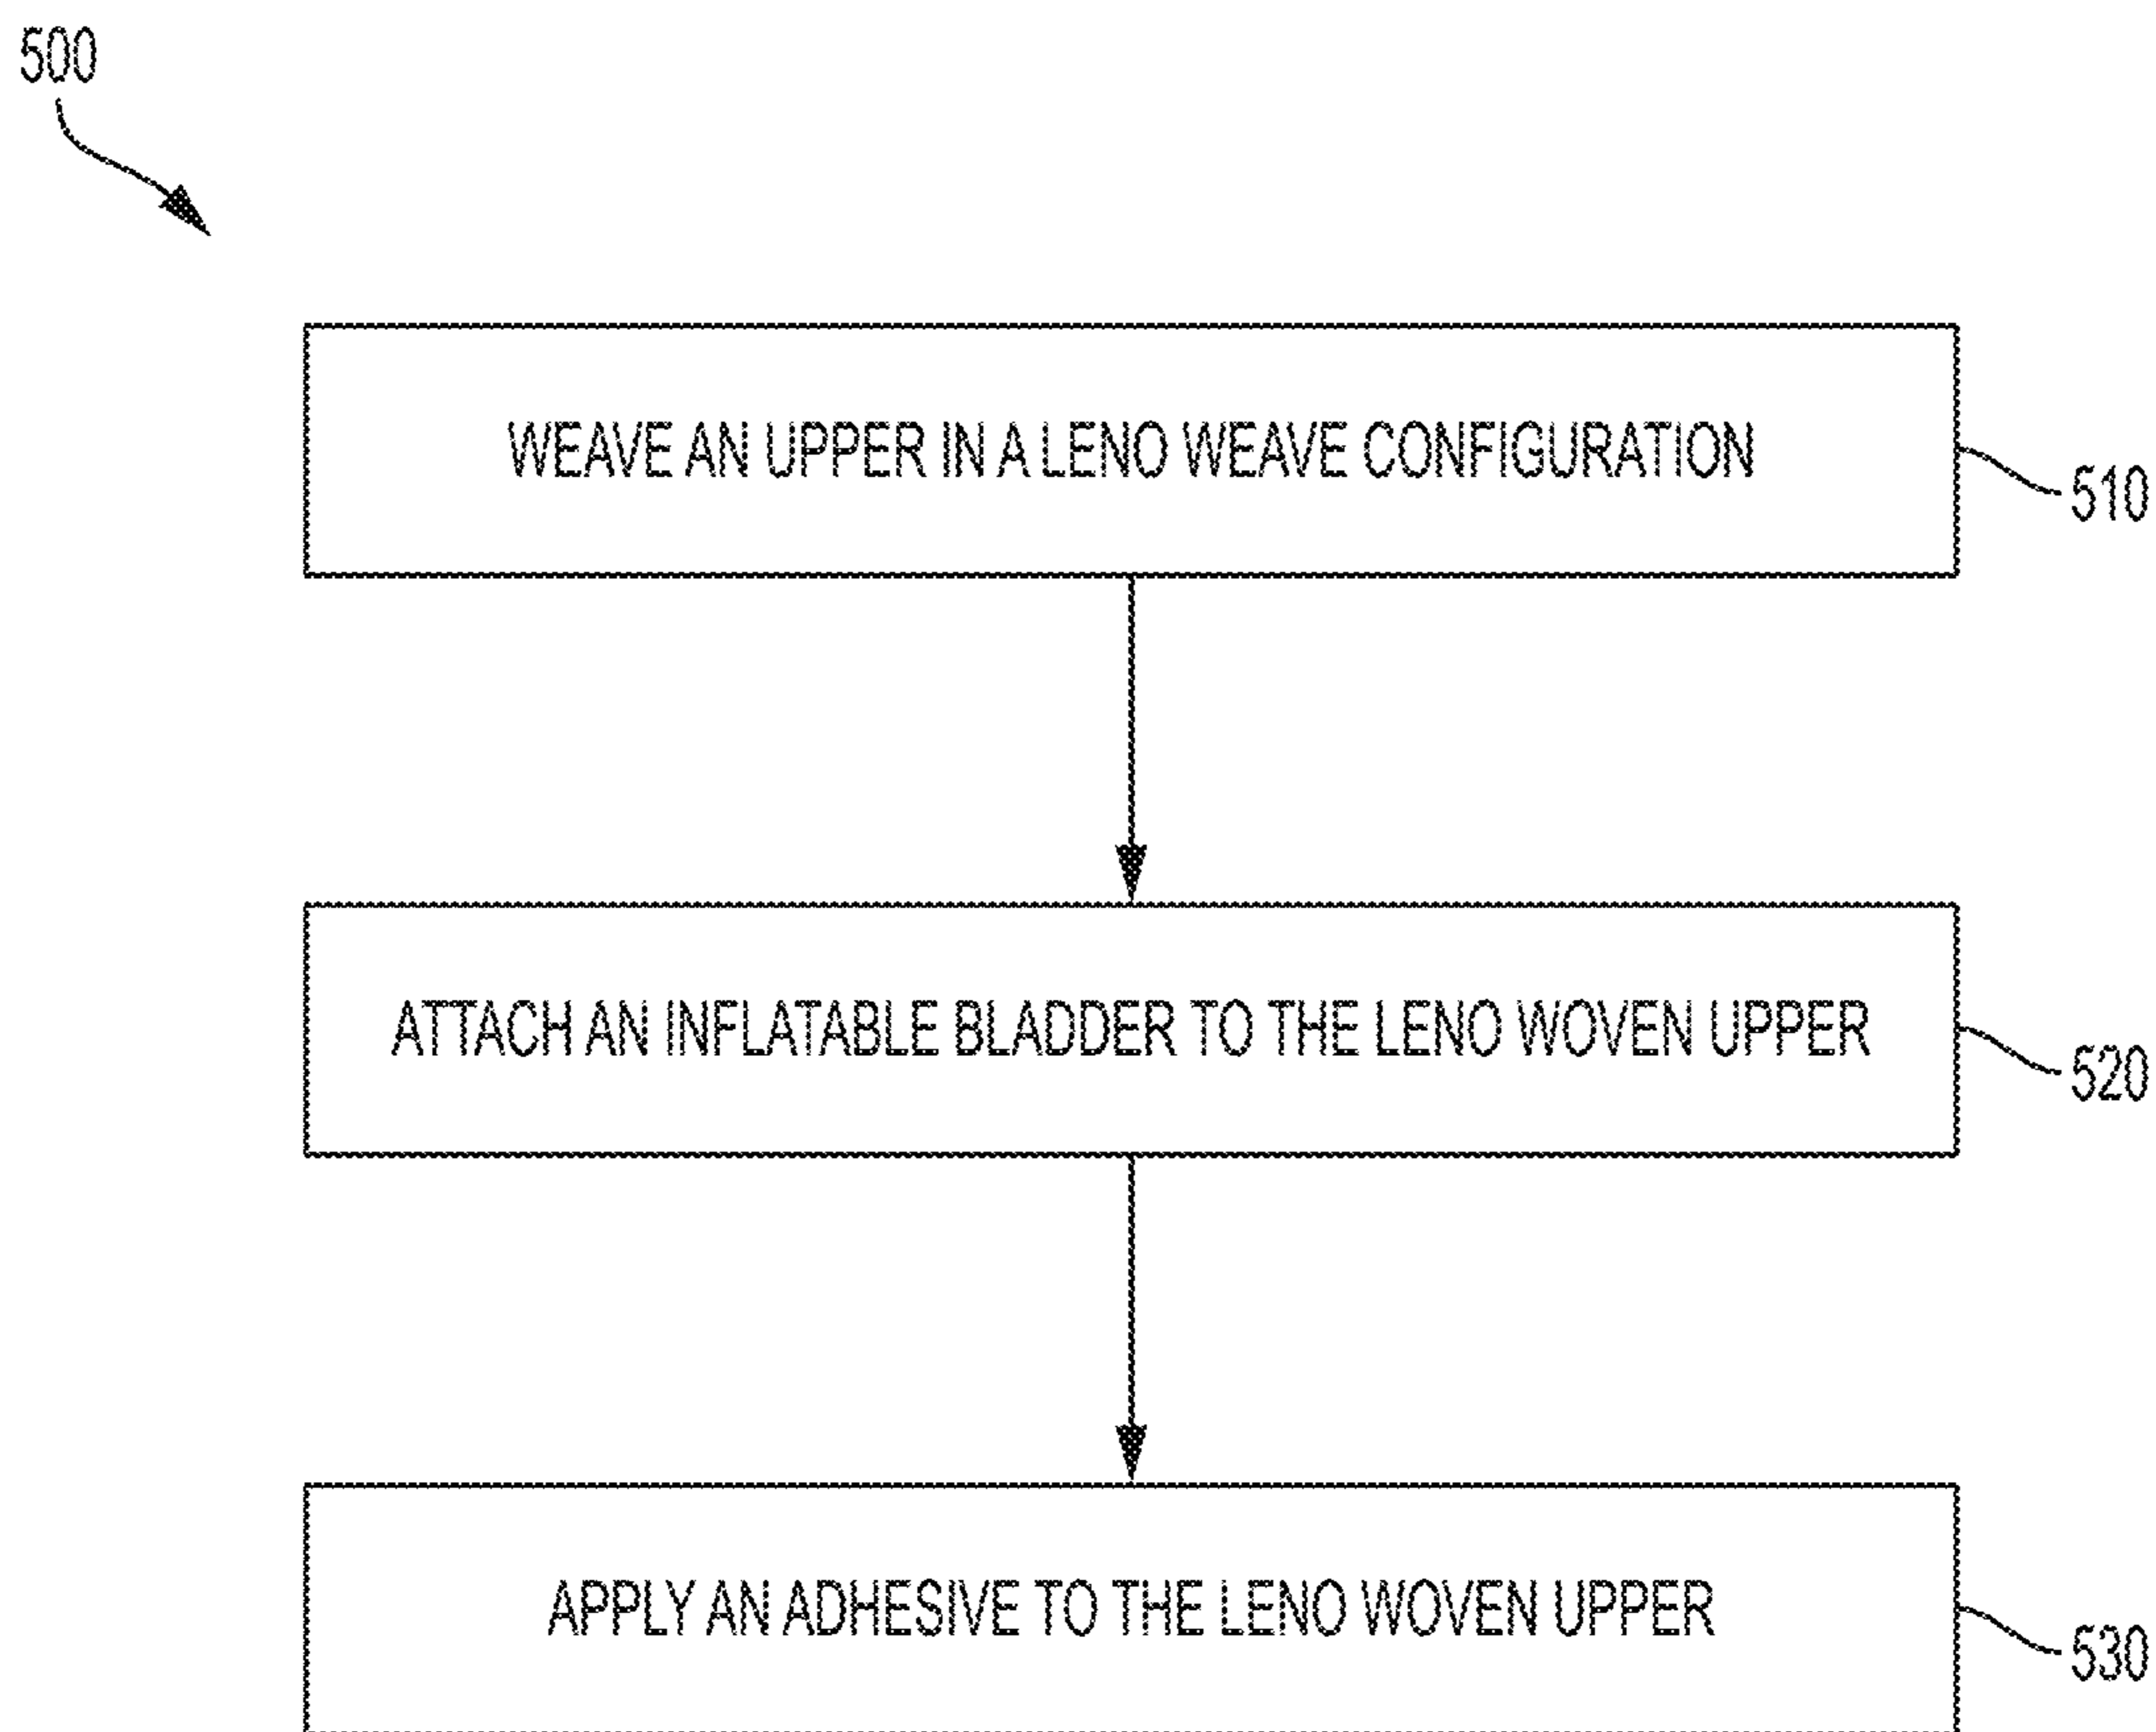 500
WEAVE AN UPPER IN A LENO WEAVE CONFIGURATION
510
ATTACH AN INFLATABLE BLADDER TO THE LENO WOVEN UPPER
520
APPLY AN ADHESIVE TO THE LENO WOVEN UPPER
530